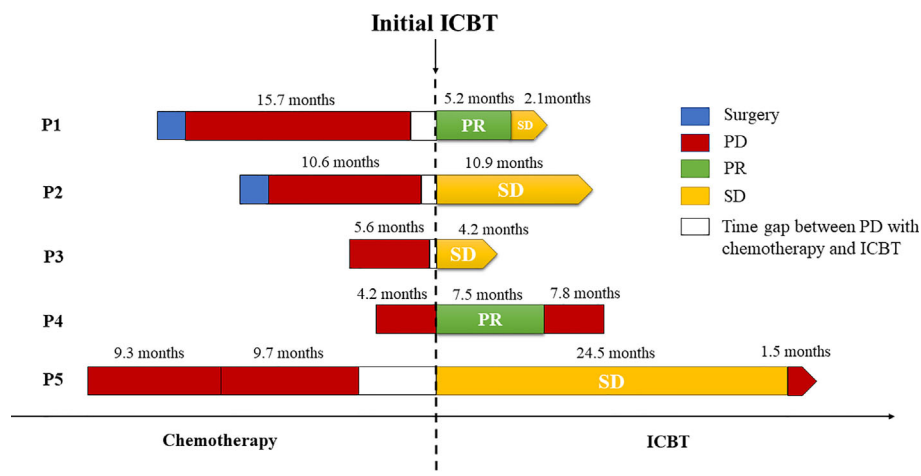 Initial ICBT
P1
15.7 months
5.2 months
2.1months
PR
SD
P2
10.6 months
10.9 months
SD
P3
5.6 months
4.2 months
SD
P4
4.2 months
7.5 months
7.8 months
PR
P5
9.3 months
9.7 months
24.5 months
1.5 months
SD
Chemotherapy
ICBT
Surgery
PD
PR
SD
Time gap between PD with
chemotherapy and ICBT